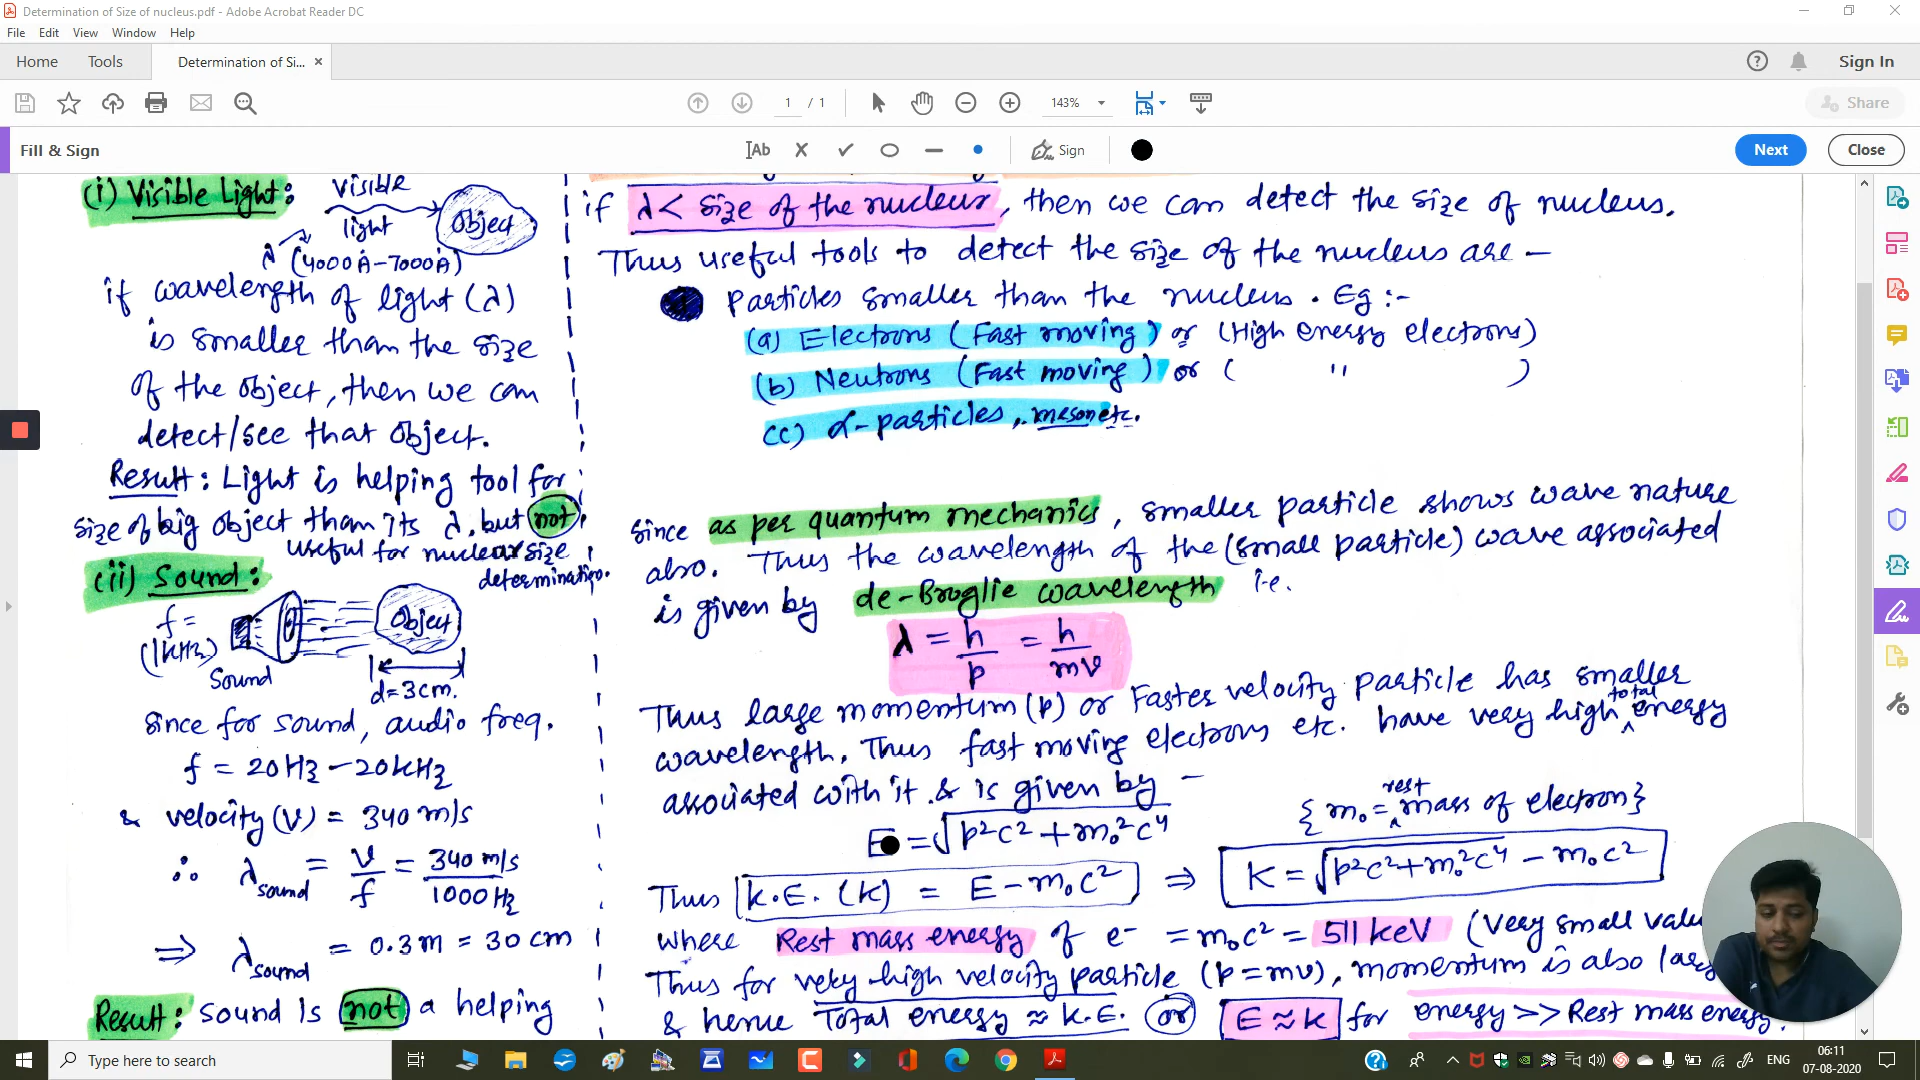 Determination of Size of nucleus.pdf - Adobe Acrobat Reader DC
File Edit View Window Help
Home Tools Determination of Si... ×
Sign In
1 / 1 143% Share
Fill & Sign
Ab Sign Next Close
(i) Visible Light:
visible
light
Object
λ (4000Å-7000Å)
if wavelength of light (λ)
is smaller than the size
of the object, then we can
detect/see that object.
Result: Light is helping tool for
size of big object than its λ, but not
useful for nuclear size
determination.
(ii) Sound:
f=
(1kHz)
Sound
Object
d=3cm.
since for sound, audio freq.
f = 20Hz-20kHz
& velocity (v) = 340 m/s
∴ λsound = v/f = 340 m/s / 1000Hz
⇒ λsound = 0.3m = 30 cm
Result: Sound is not a helping
if λ< size of the nucleus, then we can detect the size of nucleus.
Thus useful tools to detect the size of the nucleus are —
Particles smaller than the nucleus. Eg :-
(a) Electrons (Fast moving) or (High energy electrons)
(b) Neutrons (Fast moving) or ( " )
(c) α-particles, meson etc.
since as per quantum mechanics, smaller particle shows wave nature
also. Thus the wavelength of the (small particle) wave associated
is given by de-Broglie wavelength i.e.
λ = h/p = h/mv
Thus large momentum (p) or Faster velocity particle has smaller
wavelength. Thus fast moving electrons etc. have very high total energy
associated with it. & is given by —
{m₀ = rest mass of electron}
E = √p²c² + m₀²c⁴
Thus K.E. (K) = E - m₀c² ⇒ K = √p²c²+m₀²c⁴ - m₀c²
where Rest mass energy of e⁻ = m₀c² = 511 keV (Very small
Thus for very high velocity particle (p=mv), momentum is also
& hence Total energy ≈ K.E. or E ≈ K for energy >> Rest mass energy.
Type here to search
ENG
06:11
07-08-2020